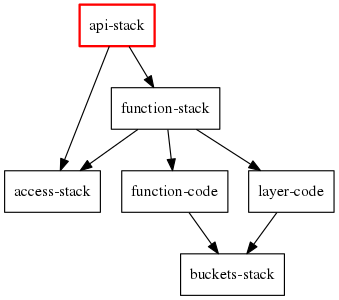 api-stack
function-stack
access-stack
function-code
layer-code
buckets-stack